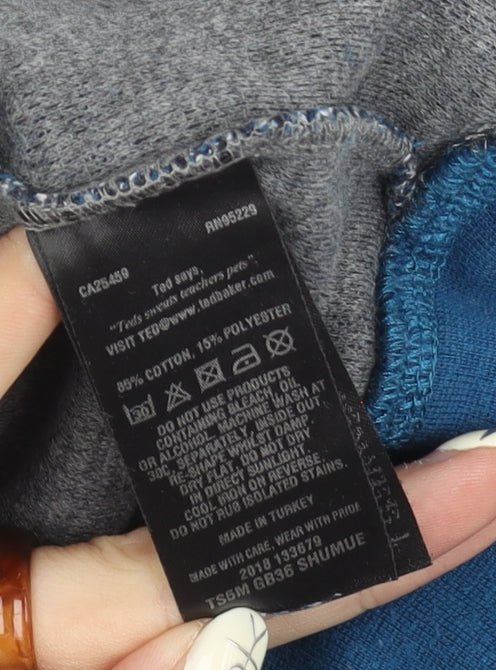 CA25459 RN95229
Ted says,
"Teds sweats teachers pets".
VISIT TED@www.tedbaker.com
85% COTTON, 15% POLYESTER
30
DO NOT USE PRODUCTS
CONTAINING BLEACH, OIL
OR ALCOHOL. MACHINE WASH AT
30C, SEPARATELY, INSIDE OUT
RE-SHAPE WHILST DAMP
DRY FLAT, DO NOT DRY
IN DIRECT SUNLIGHT.
COOL IRON ON REVERSE.
DO NOT RUB ISOLATED STAINS.
MADE IN TURKEY
MADE WITH CARE, WEAR WITH PRIDE
2018 133679
TS5M GB36 SHUMUE